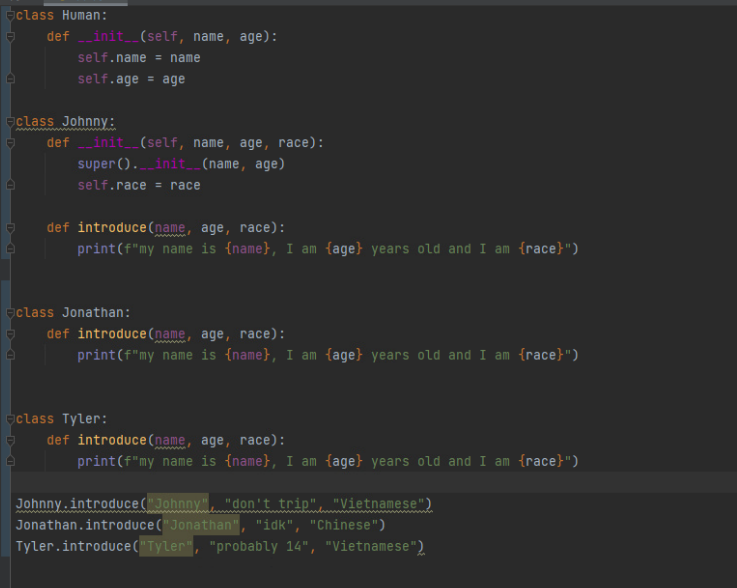 class Human:
    def __init__(self, name, age):
        self.name = name
        self.age = age
class Johnny:
    def __init__(self, name, age, race):
        super().__init__(name, age)
        self.race = race
    def introduce(name, age, race):
        print(f"my name is {name}, I am {age} years old and I am {race}")
class Jonathan:
    def introduce(name, age, race):
        print(f"my name is {name}, I am {age} years old and I am {race}")
class Tyler:
    def introduce(name, age, race):
        print(f"my name is {name}, I am {age} years old and I am {race}")
Johnny.introduce("Johnny", "don't trip", "Vietnamese")
Jonathan.introduce("Jonathan", "idk", "Chinese")
Tyler.introduce("Tyler", "probably 14", "Vietnamese")